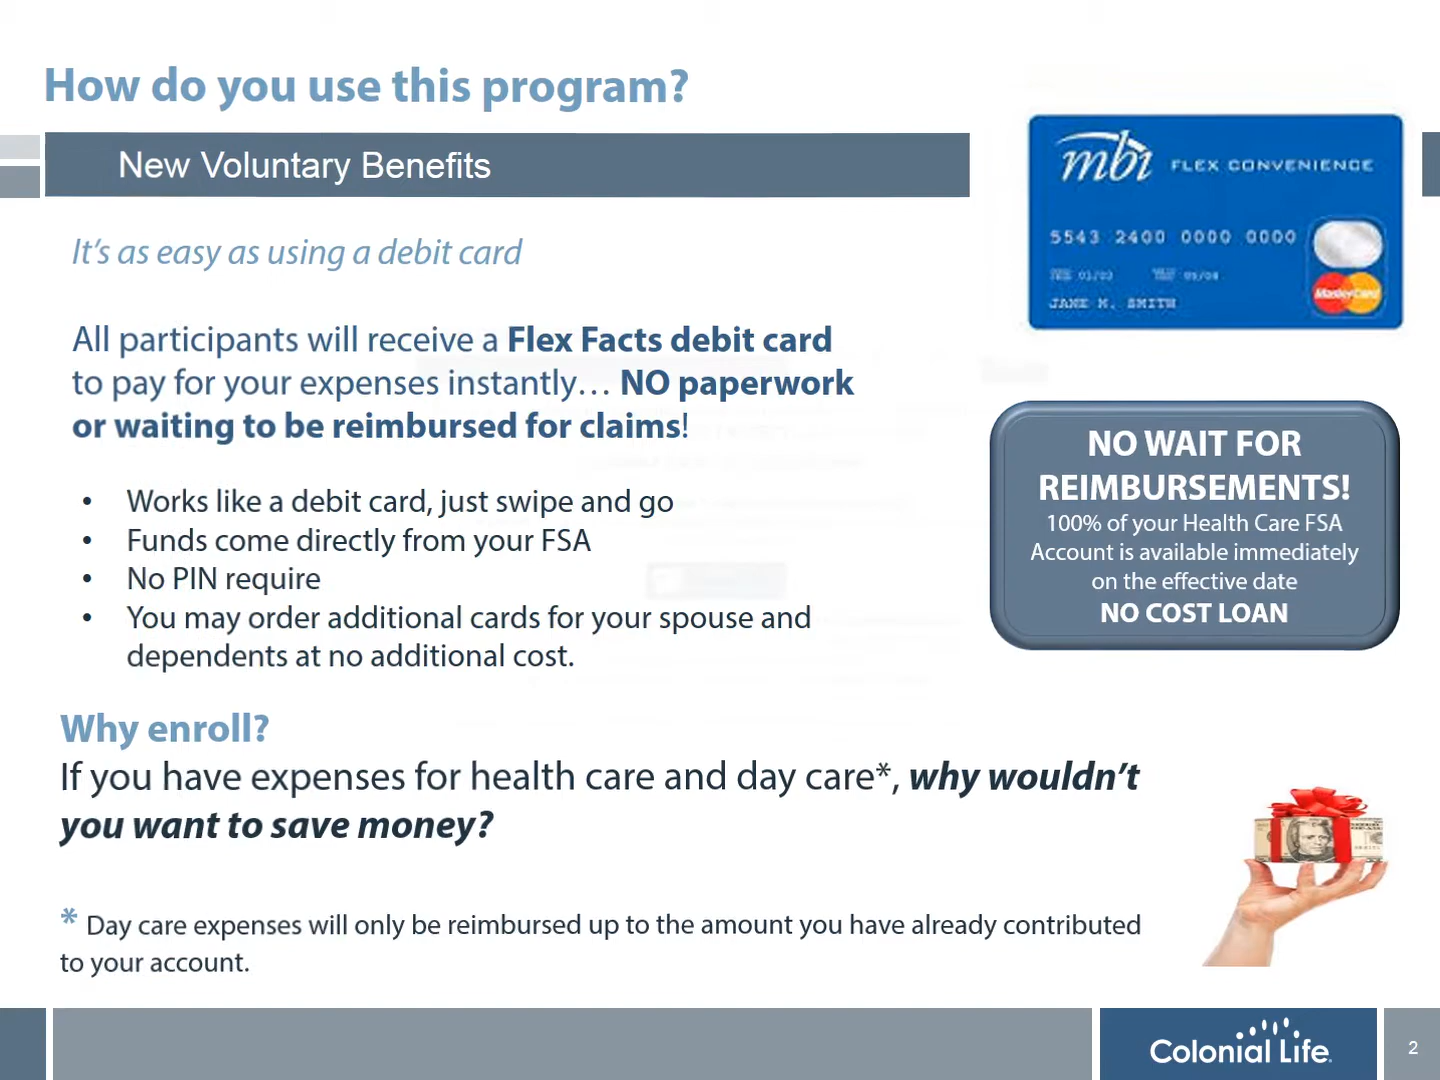 How do you use this program?
New Voluntary Benefits
mbi FLEX CONVENIENCE
5543 2400 0000 0000
JANE M. SMITH
MasterCard
It's as easy as using a debit card
All participants will receive a Flex Facts debit card
to pay for your expenses instantly… NO paperwork
or waiting to be reimbursed for claims!
• Works like a debit card, just swipe and go
• Funds come directly from your FSA
• No PIN require
• You may order additional cards for your spouse and
dependents at no additional cost.
NO WAIT FOR
REIMBURSEMENTS!
100% of your Health Care FSA
Account is available immediately
on the effective date
NO COST LOAN
Why enroll?
If you have expenses for health care and day care*, why wouldn't
you want to save money?
* Day care expenses will only be reimbursed up to the amount you have already contributed
to your account.
Colonial Life
2